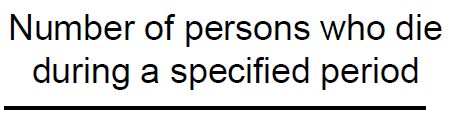 Number of persons who die
during a specified period